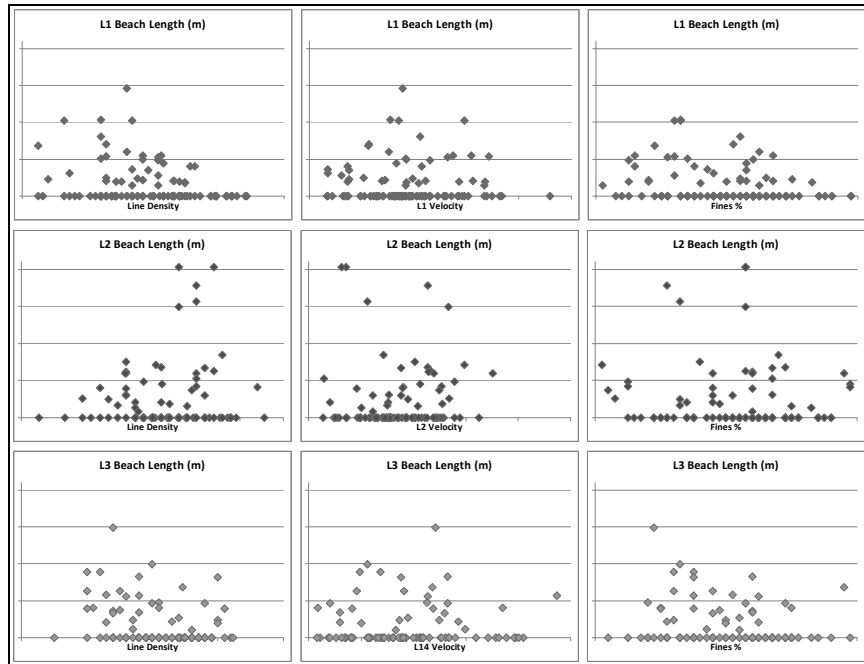 L1 Beach Length (m)
Line Density
L1 Beach Length (m)
L1 Velocity
L1 Beach Length (m)
Fines %
L2 Beach Length (m)
Line Density
L2 Beach Length (m)
L2 Velocity
L2 Beach Length (m)
Fines %
L3 Beach Length (m)
Line Density
L3 Beach Length (m)
L14 Velocity
L3 Beach Length (m)
Fines %